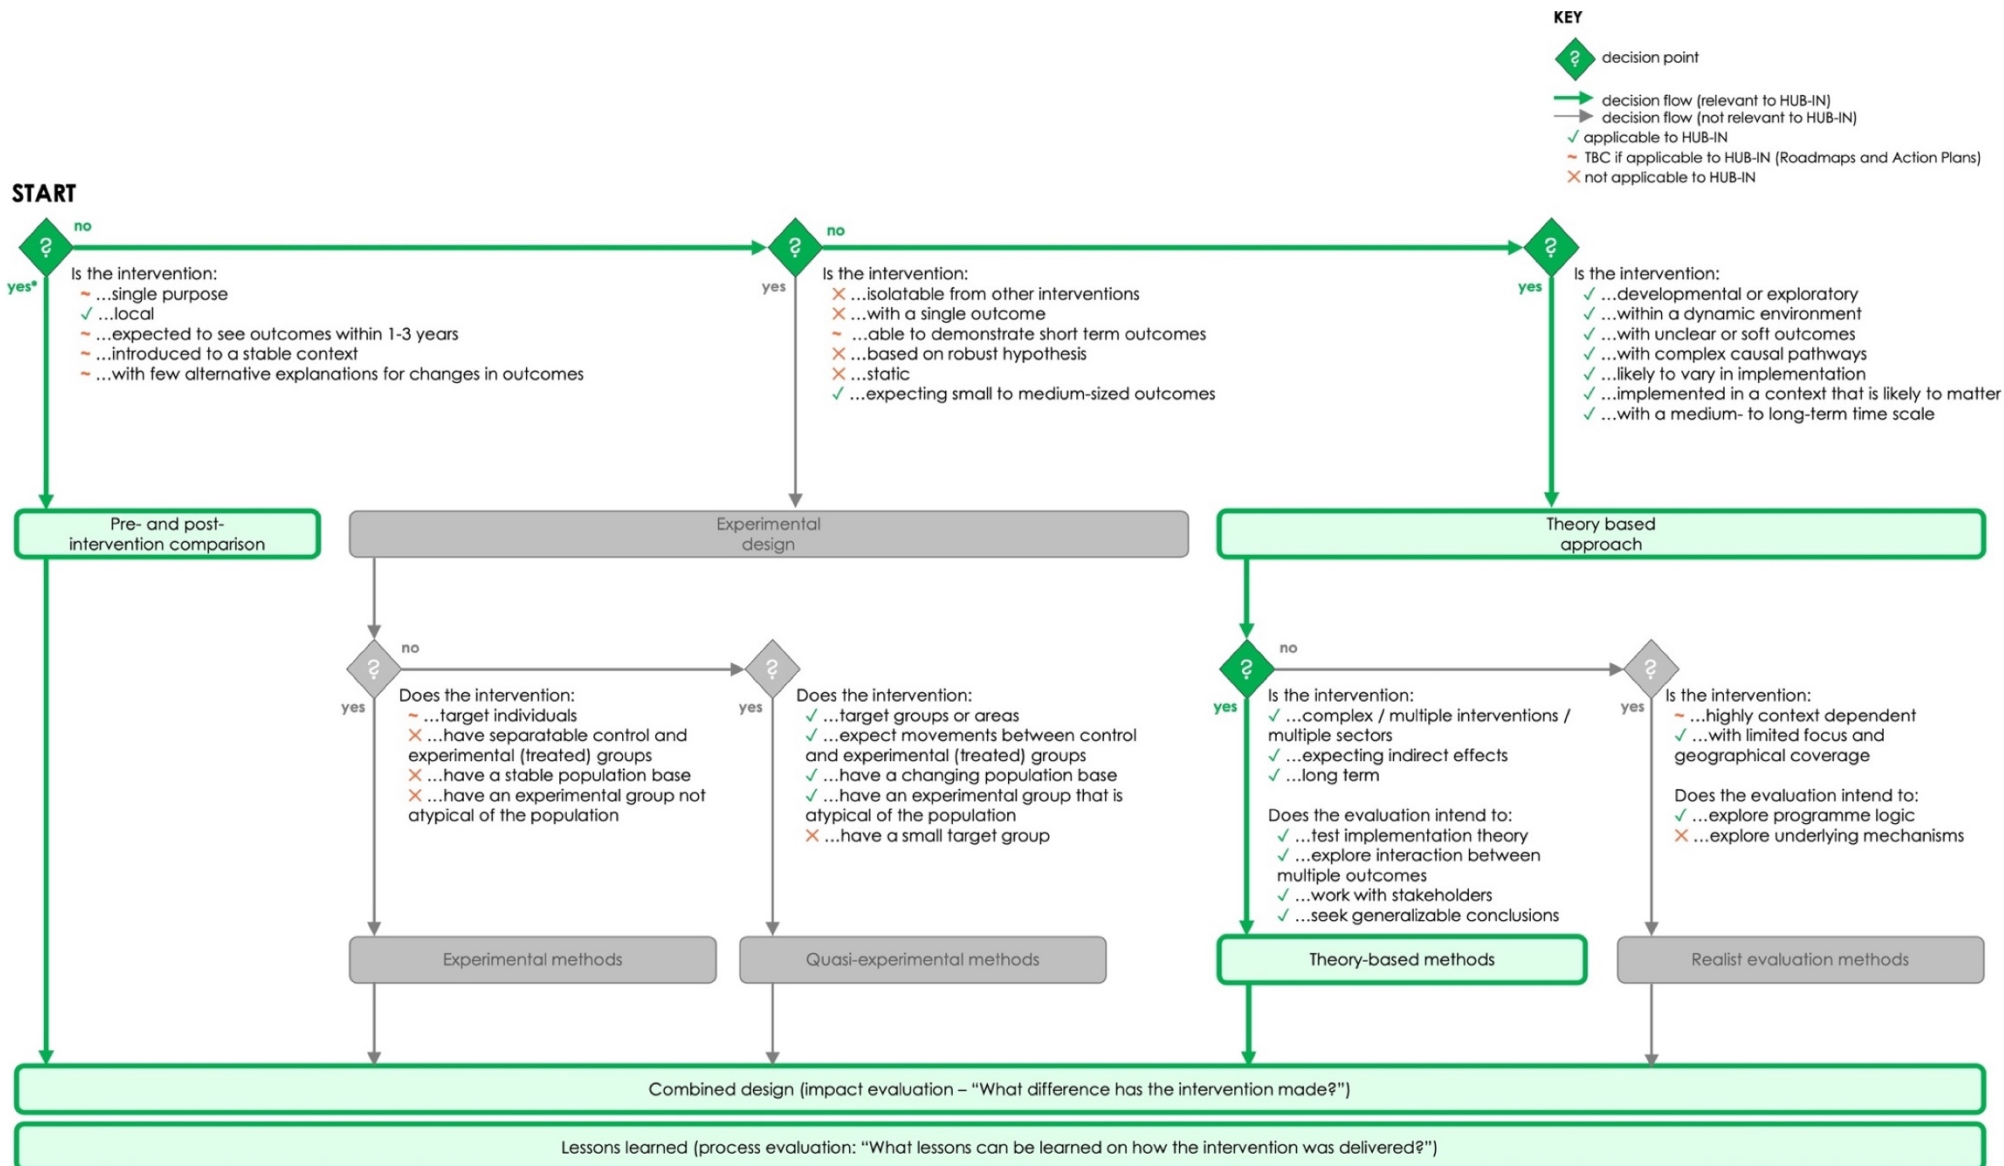 KEY
? decision point
decision flow (relevant to HUB-IN)
decision flow (not relevant to HUB-IN)
✓ applicable to HUB-IN
~ TBC if applicable to HUB-IN (Roadmaps and Action Plans)
✕ not applicable to HUB-IN
START
?
no
yes*
Is the intervention:
~ ...single purpose
✓ ...local
~ ...expected to see outcomes within 1-3 years
~ ...introduced to a stable context
~ ...with few alternative explanations for changes in outcomes
?
no
yes
Is the intervention:
✕ ...isolatable from other interventions
✕ ...with a single outcome
~ ...able to demonstrate short term outcomes
✕ ...based on robust hypothesis
✕ ...static
✓ ...expecting small to medium-sized outcomes
?
yes
Is the intervention:
✓ ...developmental or exploratory
✓ ...within a dynamic environment
✓ ...with unclear or soft outcomes
✓ ...with complex causal pathways
✓ ...likely to vary in implementation
✓ ...implemented in a context that is likely to matter
✓ ...with a medium- to long-term time scale
Pre- and post-
intervention comparison
Experimental
design
Theory based
approach
?
no
yes
Does the intervention:
~ ...target individuals
✕ ...have separatable control and
experimental (treated) groups
✕ ...have a stable population base
✕ ...have an experimental group not
atypical of the population
?
yes
Does the intervention:
✓ ...target groups or areas
✓ ...expect movements between control
and experimental (treated) groups
✓ ...have a changing population base
✓ ...have an experimental group that is
atypical of the population
✕ ...have a small target group
?
no
yes
Is the intervention:
✓ ...complex / multiple interventions /
multiple sectors
✓ ...expecting indirect effects
✓ ...long term
Does the evaluation intend to:
✓ ...test implementation theory
✓ ...explore interaction between
multiple outcomes
✓ ...work with stakeholders
✓ ...seek generalizable conclusions
?
yes
Is the intervention:
~ ...highly context dependent
✓ ...with limited focus and
geographical coverage
Does the evaluation intend to:
✓ ...explore programme logic
✕ ...explore underlying mechanisms
Experimental methods
Quasi-experimental methods
Theory-based methods
Realist evaluation methods
Combined design (impact evaluation – “What difference has the intervention made?”)
Lessons learned (process evaluation: “What lessons can be learned on how the intervention was delivered?”)